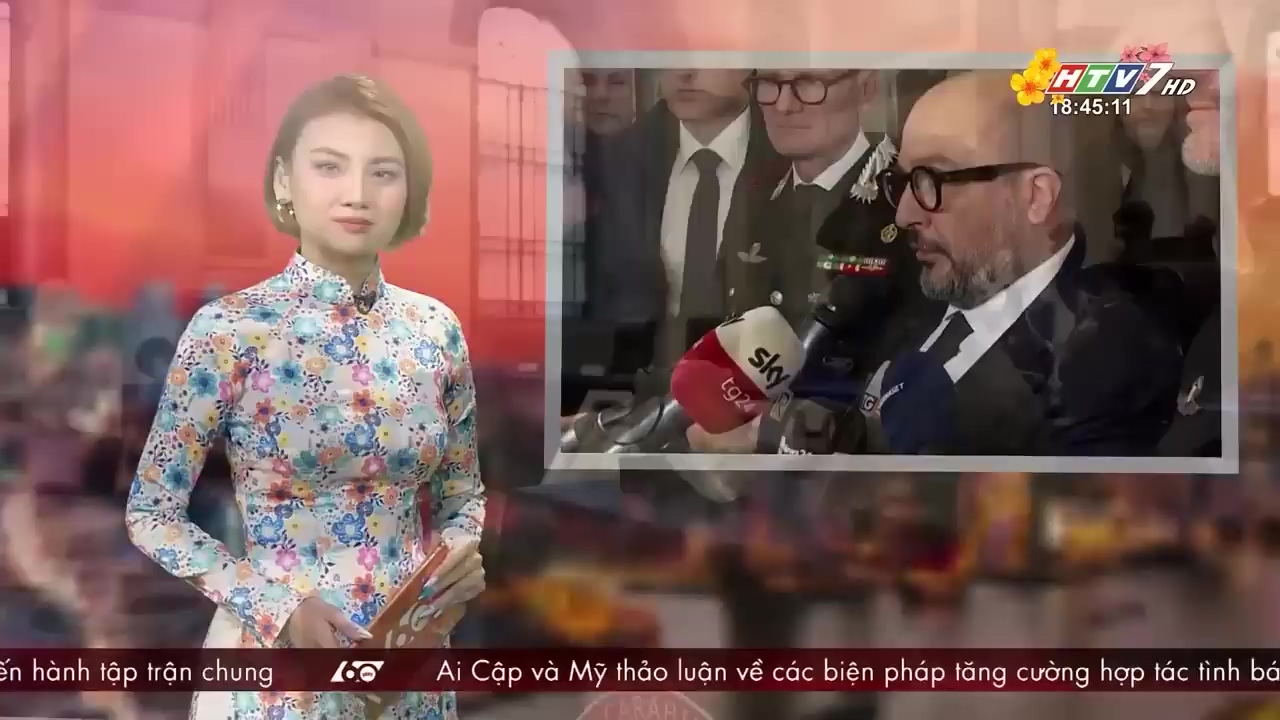 HTV7 HD
18:45:11
sky
tg24
ến hành tập trận chung
60
Ai Cập và Mỹ thảo luận về các biện pháp tăng cường hợp tác tình bá